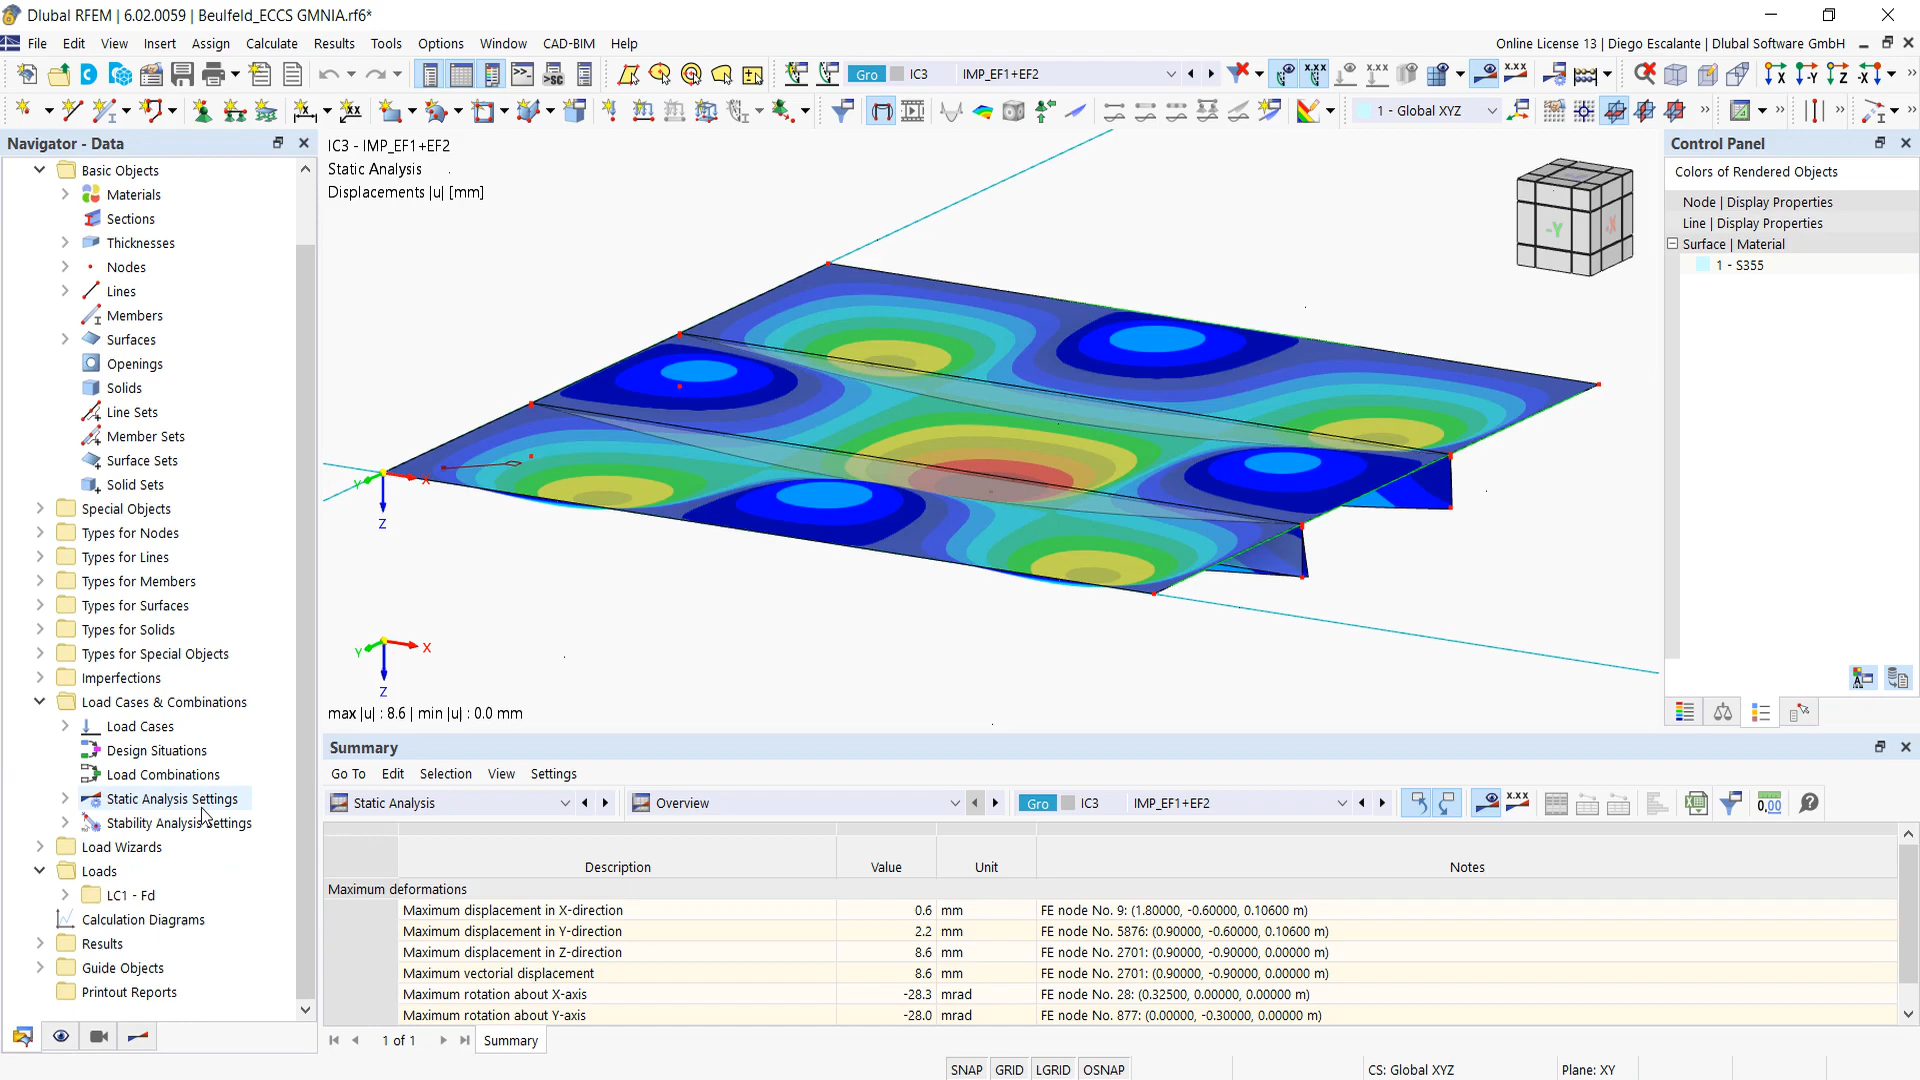 Dlubal RFEM | 6.02.0059 | Beulfeld_ECCS GMNIA.rf6*
File Edit View Insert Assign Calculate Results Tools Options Window CAD-BIM Help
Online License 13 | Diego Escalante | Dlubal Software GmbH
Gro IC3 IMP_EF1+EF2
1 - Global XYZ
Navigator - Data
Basic Objects
Materials
Sections
Thicknesses
Nodes
Lines
Members
Surfaces
Openings
Solids
Line Sets
Member Sets
Surface Sets
Solid Sets
Special Objects
Types for Nodes
Types for Lines
Types for Members
Types for Surfaces
Types for Solids
Types for Special Objects
Imperfections
Load Cases & Combinations
Load Cases
Design Situations
Load Combinations
Static Analysis Settings
Stability Analysis Settings
Load Wizards
Loads
LC1 - Fd
Calculation Diagrams
Results
Guide Objects
Printout Reports
IC3 - IMP_EF1+EF2
Static Analysis
Displacements |u| [mm]
-Y
-X
Y
X
Z
Y
X
Z
max |u| : 8.6 | min |u| : 0.0 mm
Control Panel
Colors of Rendered Objects
Node | Display Properties
Line | Display Properties
Surface | Material
1 - S355
Summary
Go To Edit Selection View Settings
Static Analysis Overview Gro IC3 IMP_EF1+EF2
Description Value Unit Notes
Maximum deformations
Maximum displacement in X-direction 0.6 mm FE node No. 9: (1.80000, -0.60000, 0.10600 m)
Maximum displacement in Y-direction 2.2 mm FE node No. 5876: (0.90000, -0.60000, 0.10600 m)
Maximum displacement in Z-direction 8.6 mm FE node No. 2701: (0.90000, -0.90000, 0.00000 m)
Maximum vectorial displacement 8.6 mm FE node No. 2701: (0.90000, -0.90000, 0.00000 m)
Maximum rotation about X-axis -28.3 mrad FE node No. 28: (0.32500, 0.00000, 0.00000 m)
Maximum rotation about Y-axis -28.0 mrad FE node No. 877: (0.00000, -0.30000, 0.00000 m)
1 of 1 Summary
SNAP GRID LGRID OSNAP CS: Global XYZ Plane: XY